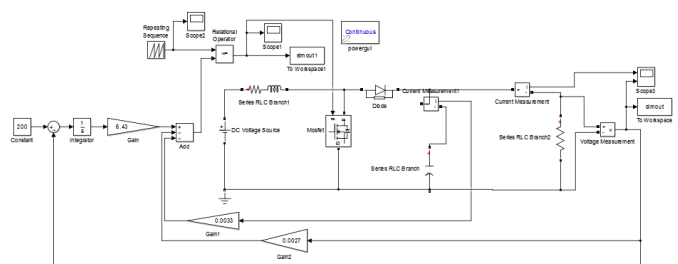 Repeating
Sequence
Scope2
Relational
Operator
Scope1
simout1
To Workspace1
Continuous
powergui
Series RLC Branch1
Diode
Current Measurement1
Current Measurement
Scope3
simout
To Workspace
200
Constant
1
s
Integrator
6.43
Gain
Add
DC Voltage Source
Mosfet
Series RLC Branch
Series RLC Branch2
Voltage Measurement
0.0033
Gain1
0.0027
Gain2